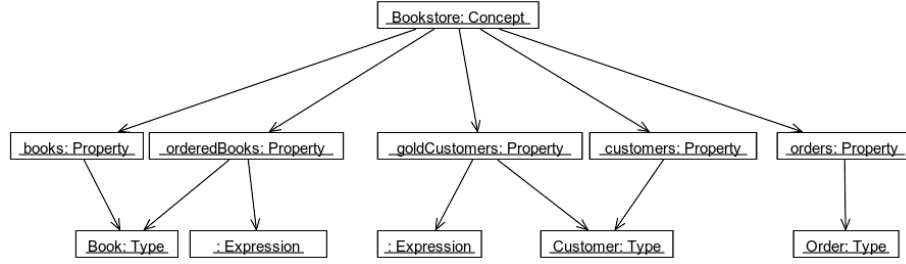 Bookstore: Concept
books: Property
orderedBooks: Property
goldCustomers: Property
customers: Property
orders: Property
Book: Type
: Expression
: Expression
Customer: Type
Order: Type